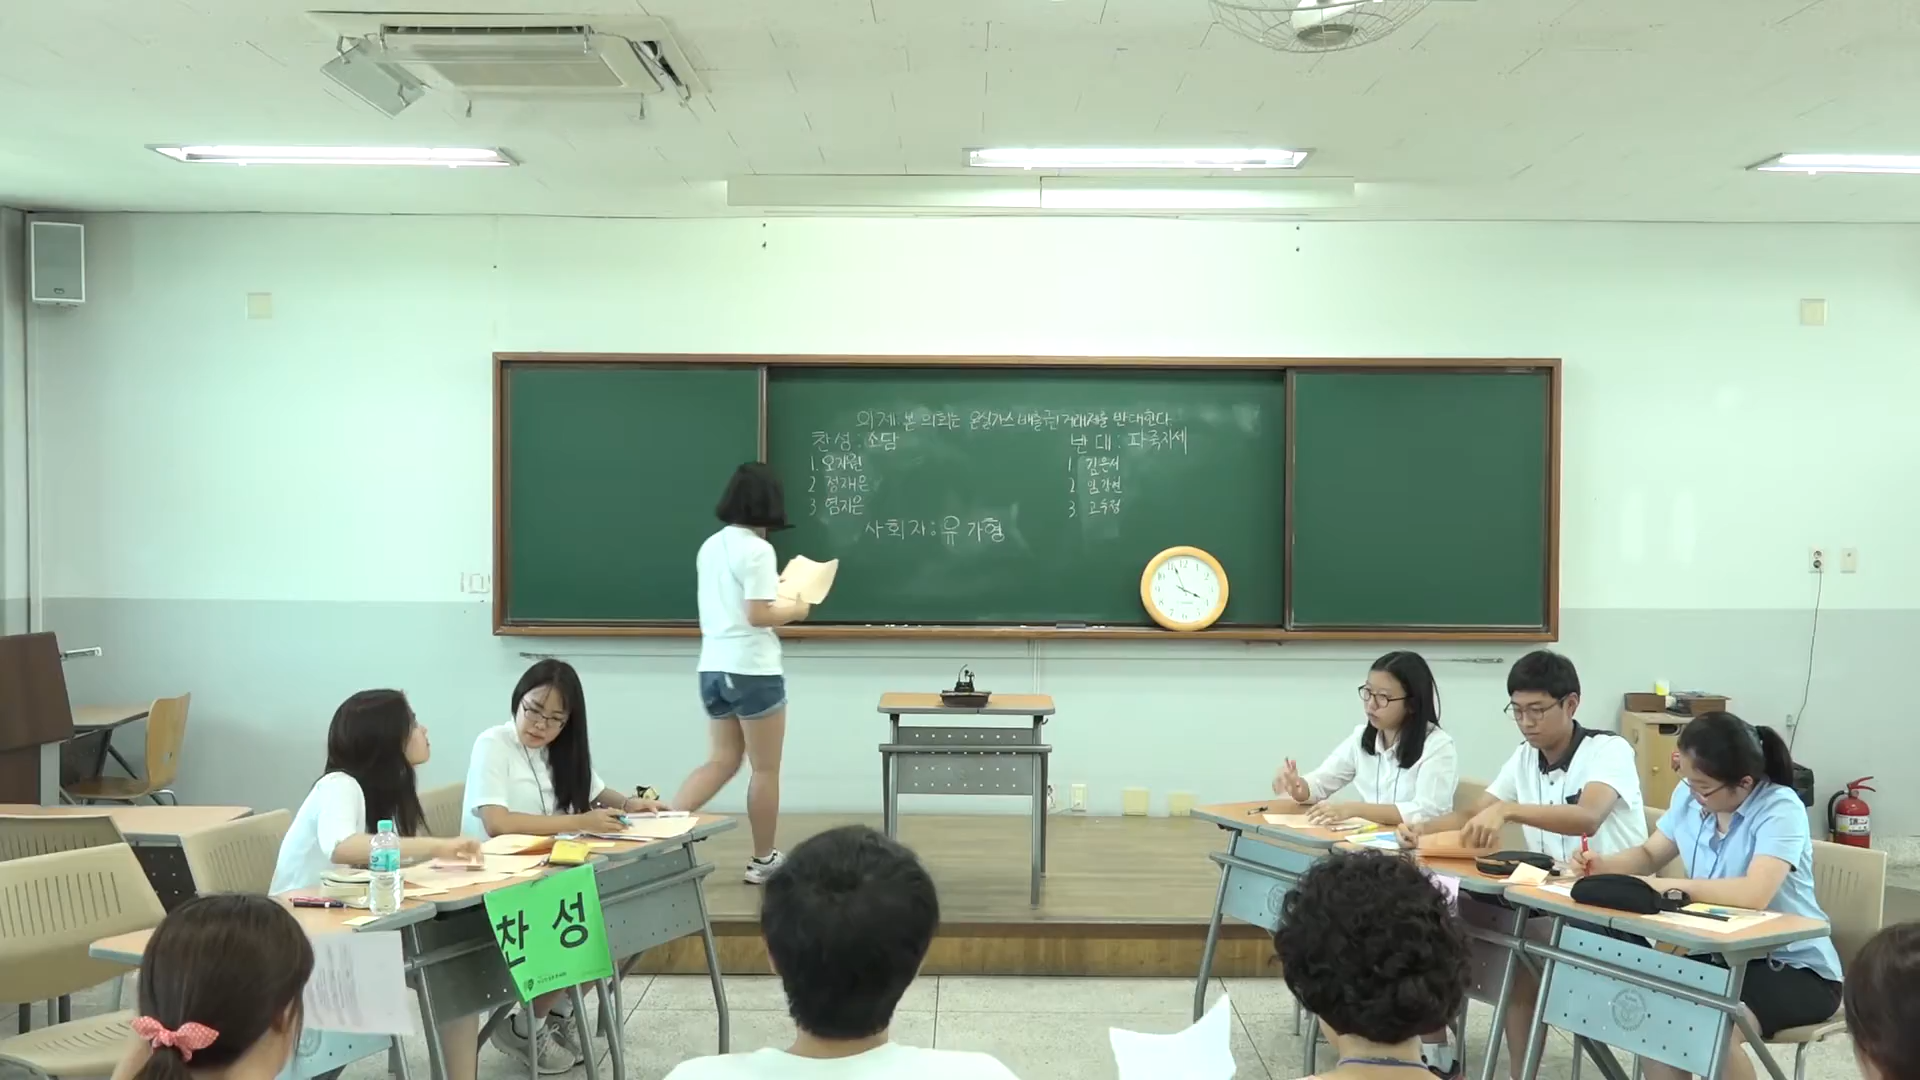 의제: 본 의회는 온실가스 배출권 거래제를 반대한다.
찬성: 소담
1. 오채린
2 정재은
3 염지은
반대: 파죽지세
1. 김은서
2 임강현
3 고수정
사회자: 유가형
찬성